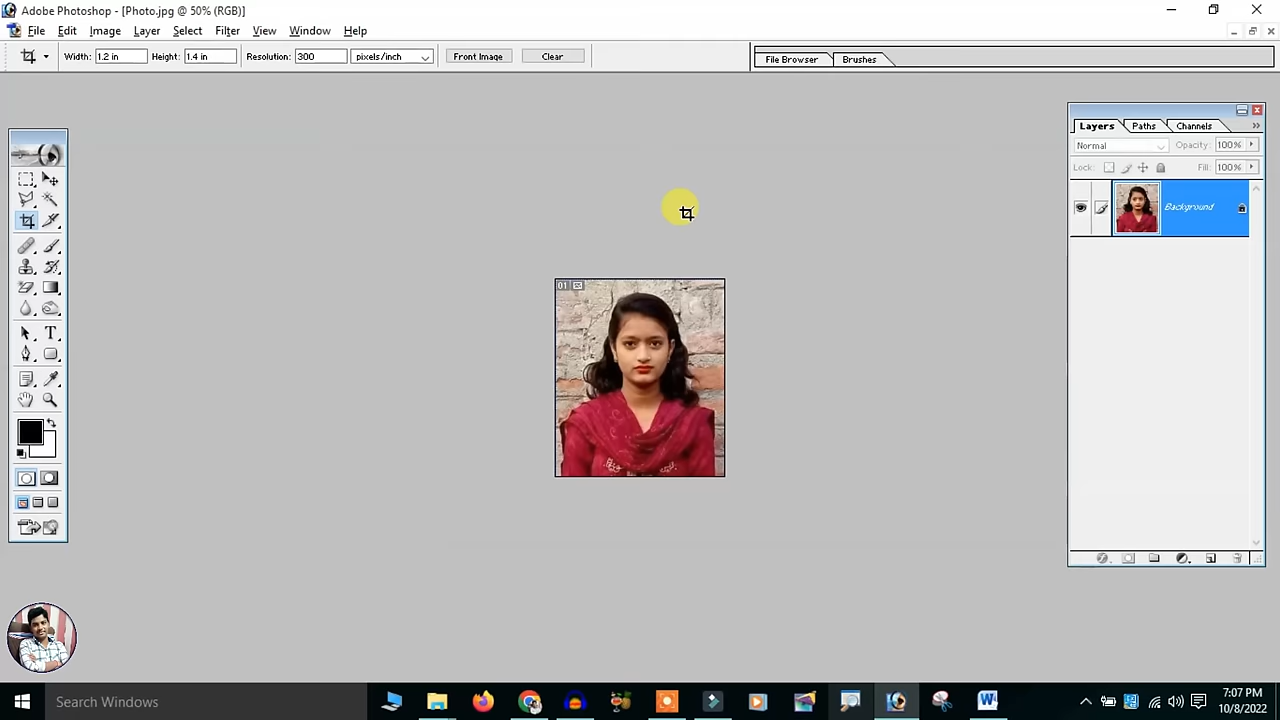 Adobe Photoshop - [Photo.jpg @ 50% (RGB)]
File Edit Image Layer Select Filter View Window Help
Width: 1.2 in Height: 1.4 in Resolution: 300 pixels/inch Front Image Clear File Browser Brushes
Layers Paths Channels
Normal Opacity: 100%
Lock: Fill: 100%
Background
01
Search Windows
7:07 PM
10/8/2022